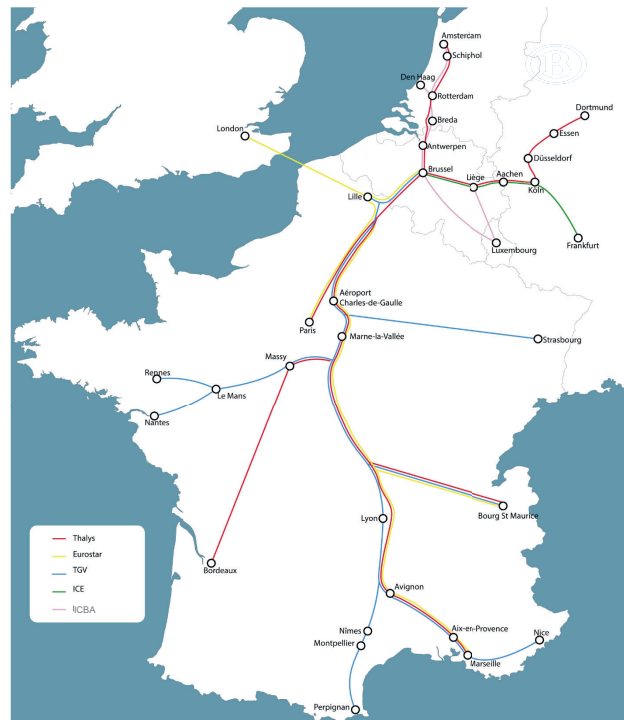 Amsterdam
Schiphol
B
Den Haag
Rotterdam
Dortmund
Breda
Essen
London
Antwerpen
Düsseldorf
Brussel
Liège
Aachen
Köln
Lille
Luxembourg
Frankfurt
Aéroport
Charles-de-Gaulle
Paris
Marne-la-Vallée
Strasbourg
Massy
Rennes
Le Mans
Nantes
Bourg St Maurice
Lyon
Thalys
Eurostar
TGV
ICE
Bordeaux
Avignon
Nîmes
Aix-en-Provence
Nice
Montpellier
Marseille
Perpignan